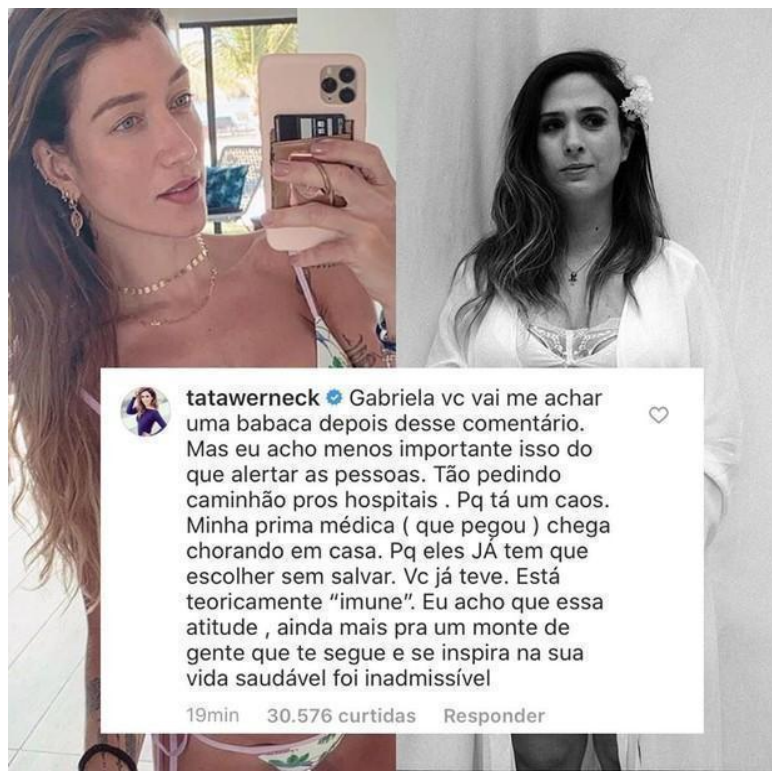 tatawerneck Gabriela vc vai me achar
uma babaca depois desse comentário.
Mas eu acho menos importante isso do
que alertar as pessoas. Tão pedindo
caminhão pros hospitais . Pq tá um caos.
Minha prima médica ( que pegou ) chega
chorando em casa. Pq eles JÁ tem que
escolher sem salvar. Vc já teve. Está
teoricamente “imune”. Eu acho que essa
atitude , ainda mais pra um monte de
gente que te segue e se inspira na sua
vida saudável foi inadmissível
19min 30.576 curtidas Responder